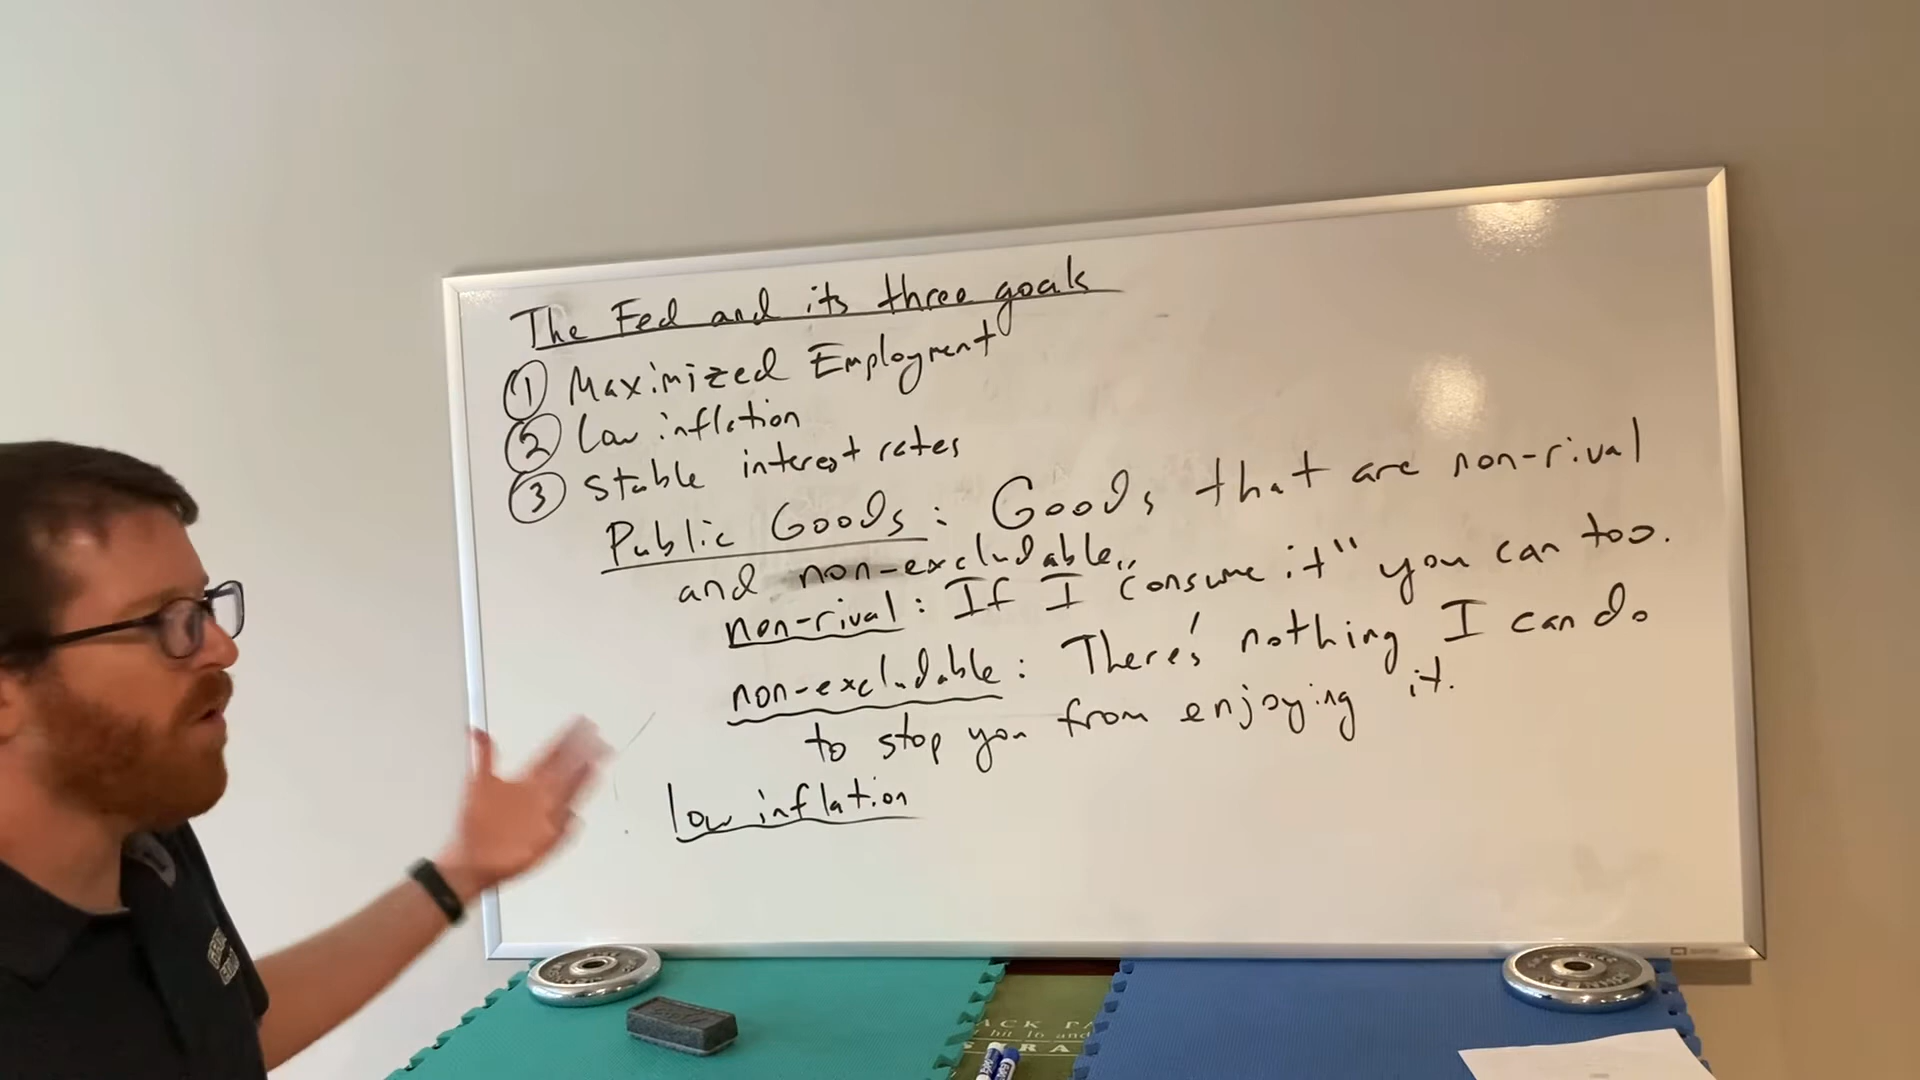 The Fed and its three goals
① Maximized Employment
② Low inflation
③ Stable interest rates
Public Goods: Goods that are non-rival
and non-excludable.
non-rival: If I "consume it" you can too.
non-excludable: There's nothing I can do
to stop you from enjoying it.
low inflation